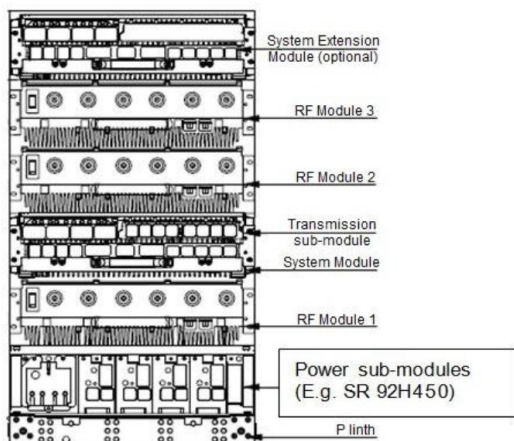 System Extension
Module (optional)
RF Module 3
RF Module 2
Transmission
sub-module
System Module
RF Module 1
Power sub-modules
(E.g. SR 92H450)
P linth